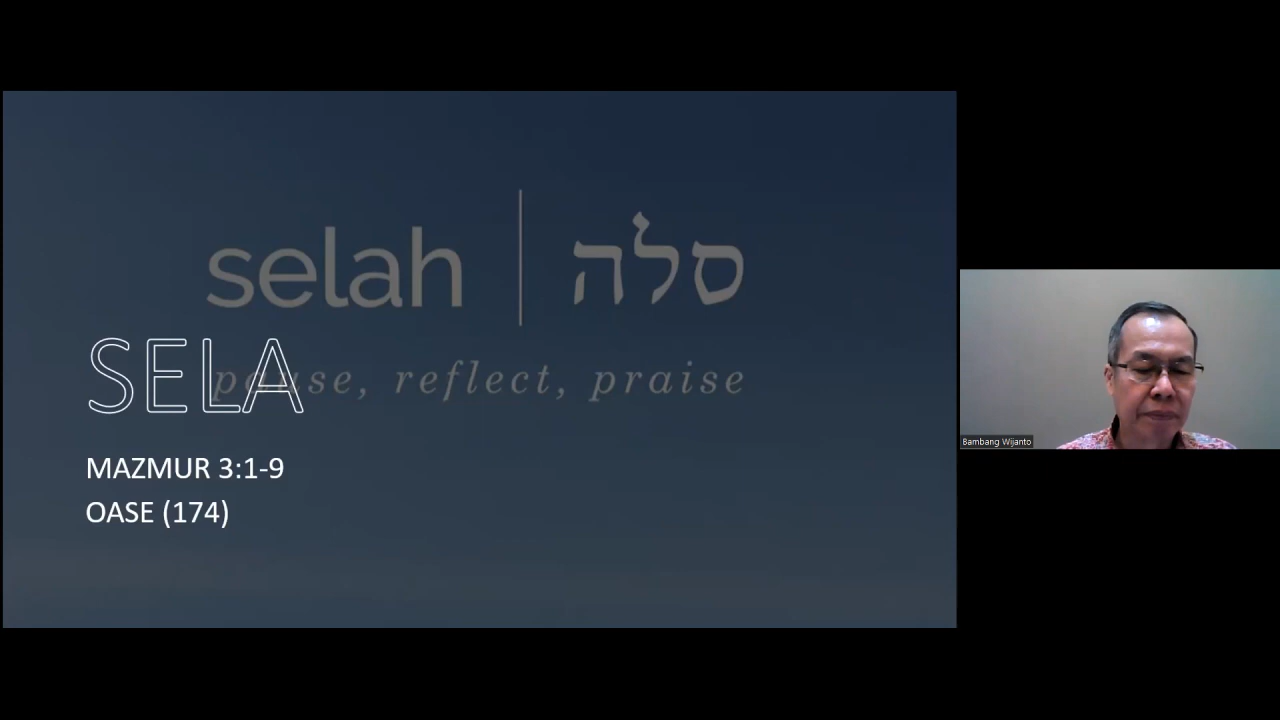 selah | סלה
SELA
pause, reflect, praise
MAZMUR 3:1-9
OASE (174)
Bambang Wijanto